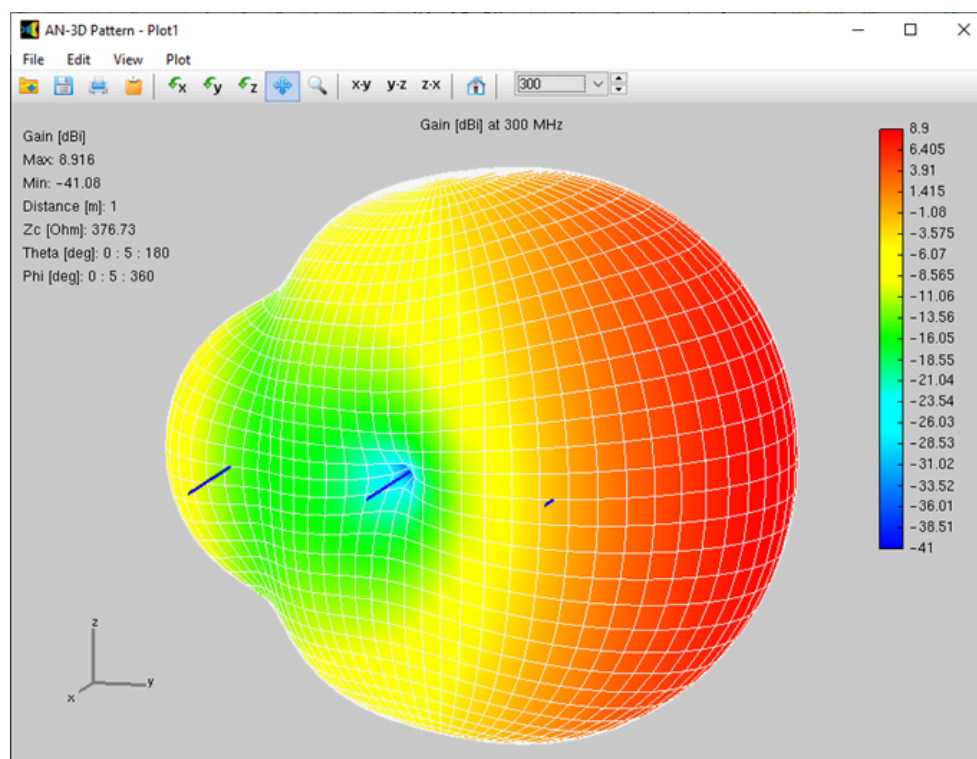 AN-3D Pattern - Plot1
File Edit View Plot
x y z x-y y-z z-x 300
Gain [dBi] at 300 MHz
Gain [dBi]
Max: 8.916
Min: -41.08
Distance [m]: 1
Zc [Ohm]: 376.73
Theta [deg]: 0 : 5 : 180
Phi [deg]: 0 : 5 : 360
8.9
6.405
3.91
1.415
-1.08
-3.575
-6.07
-8.565
-11.06
-13.56
-16.05
-18.55
-21.04
-23.54
-26.03
-28.53
-31.02
-33.52
-36.01
-38.51
-41
z
y
x